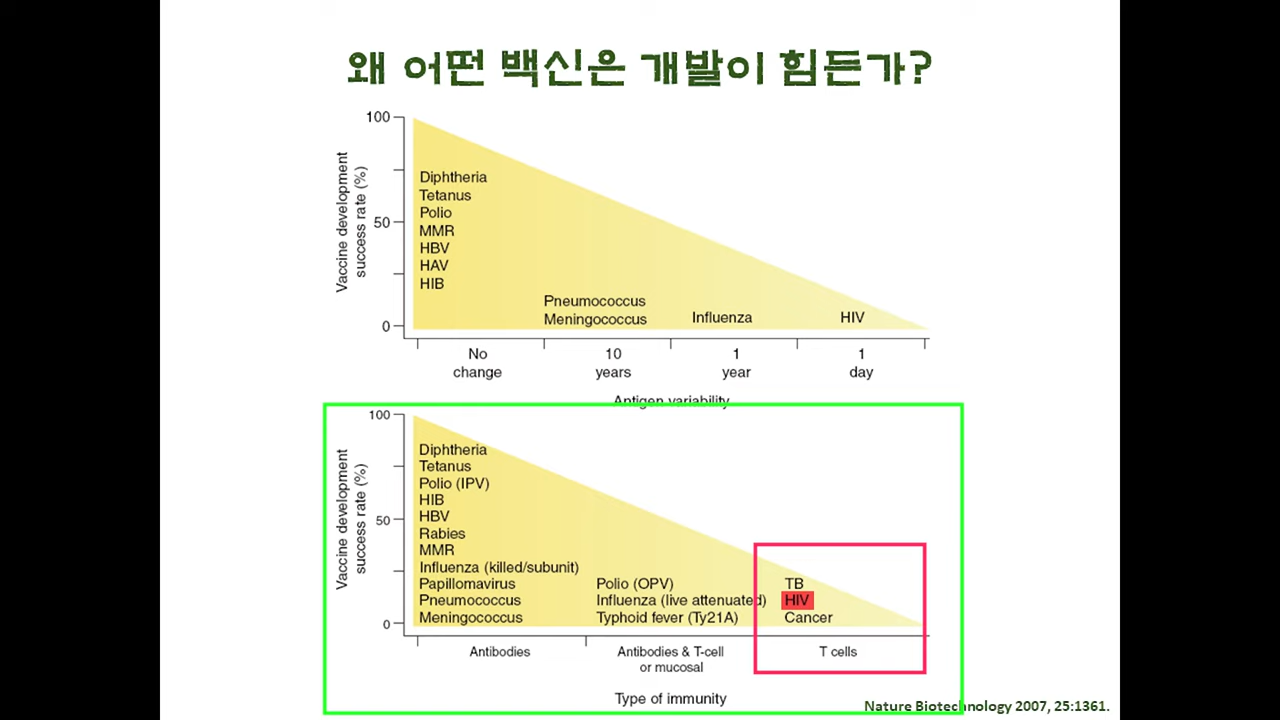 왜 어떤 백신은 개발이 힘든가?
100
50
0
Vaccine development
success rate (%)
Diphtheria
Tetanus
Polio
MMR
HBV
HAV
HIB
Pneumococcus
Meningococcus
Influenza
HIV
No
change
10
years
1
year
1
day
Antigen variability
100
50
0
Vaccine development
success rate (%)
Diphtheria
Tetanus
Polio (IPV)
HIB
HBV
Rabies
MMR
Influenza (killed/subunit)
Papillomavirus
Pneumococcus
Meningococcus
Polio (OPV)
Influenza (live attenuated)
Typhoid fever (Ty21A)
TB
HIV
Cancer
Antibodies
Antibodies & T-cell
or mucosal
T cells
Type of immunity
Nature Biotechnology 2007, 25:1361.